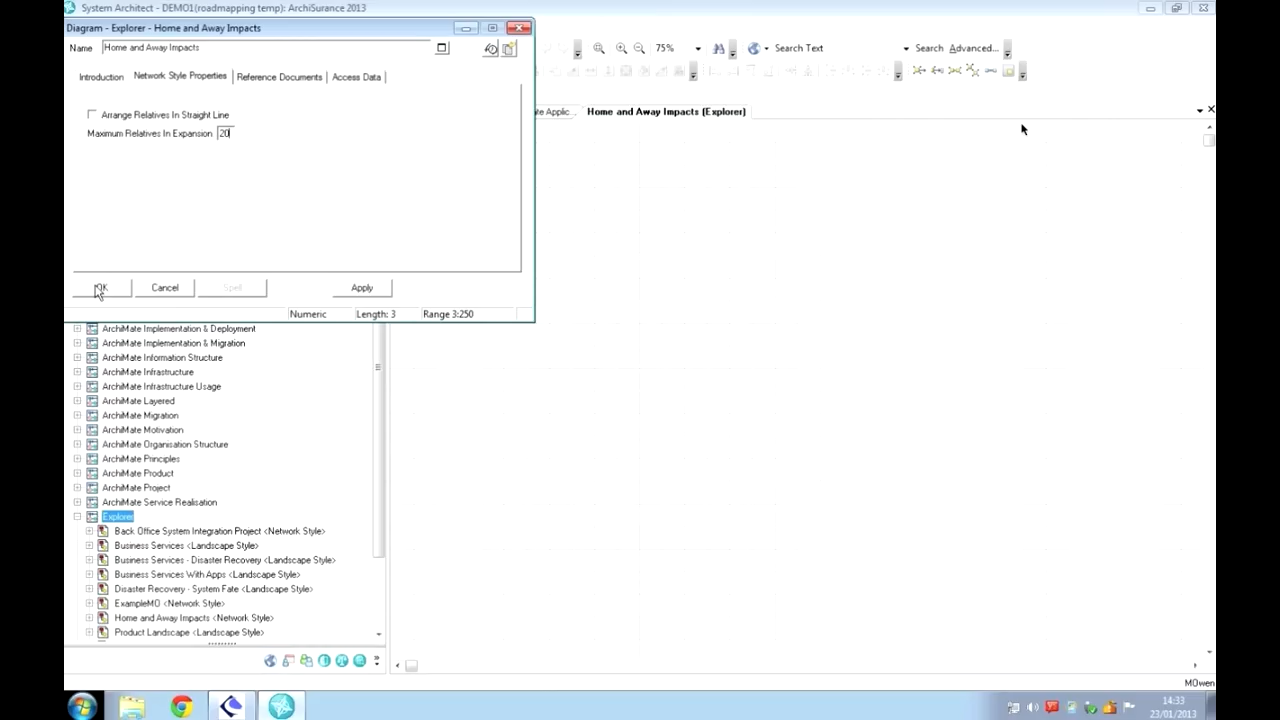 System Architect - DEMO1(roadmapping temp): ArchiSurance 2013
Diagram - Explorer - Home and Away Impacts
Name Home and Away Impacts
75% Search Text Search Advanced...
Introduction Network Style Properties Reference Documents Access Data
Arrange Relatives In Straight Line
Maximum Relatives In Expansion 20
ate Applic... Home and Away Impacts (Explorer)
OK Cancel Spell Apply
Numeric Length: 3 Range 3:250
ArchiMate Implementation & Deployment
ArchiMate Implementation & Migration
ArchiMate Information Structure
ArchiMate Infrastructure
ArchiMate Infrastructure Usage
ArchiMate Layered
ArchiMate Migration
ArchiMate Motivation
ArchiMate Organisation Structure
ArchiMate Principles
ArchiMate Product
ArchiMate Project
ArchiMate Service Realisation
Explorer
Back Office System Integration Project <Network Style>
Business Services <Landscape Style>
Business Services - Disaster Recovery <Landscape Style>
Business Services With Apps <Landscape Style>
Disaster Recovery - System Fate <Landscape Style>
ExampleMO <Network Style>
Home and Away Impacts <Network Style>
Product Landscape <Landscape Style>
MOwen
14:33
23/01/2013